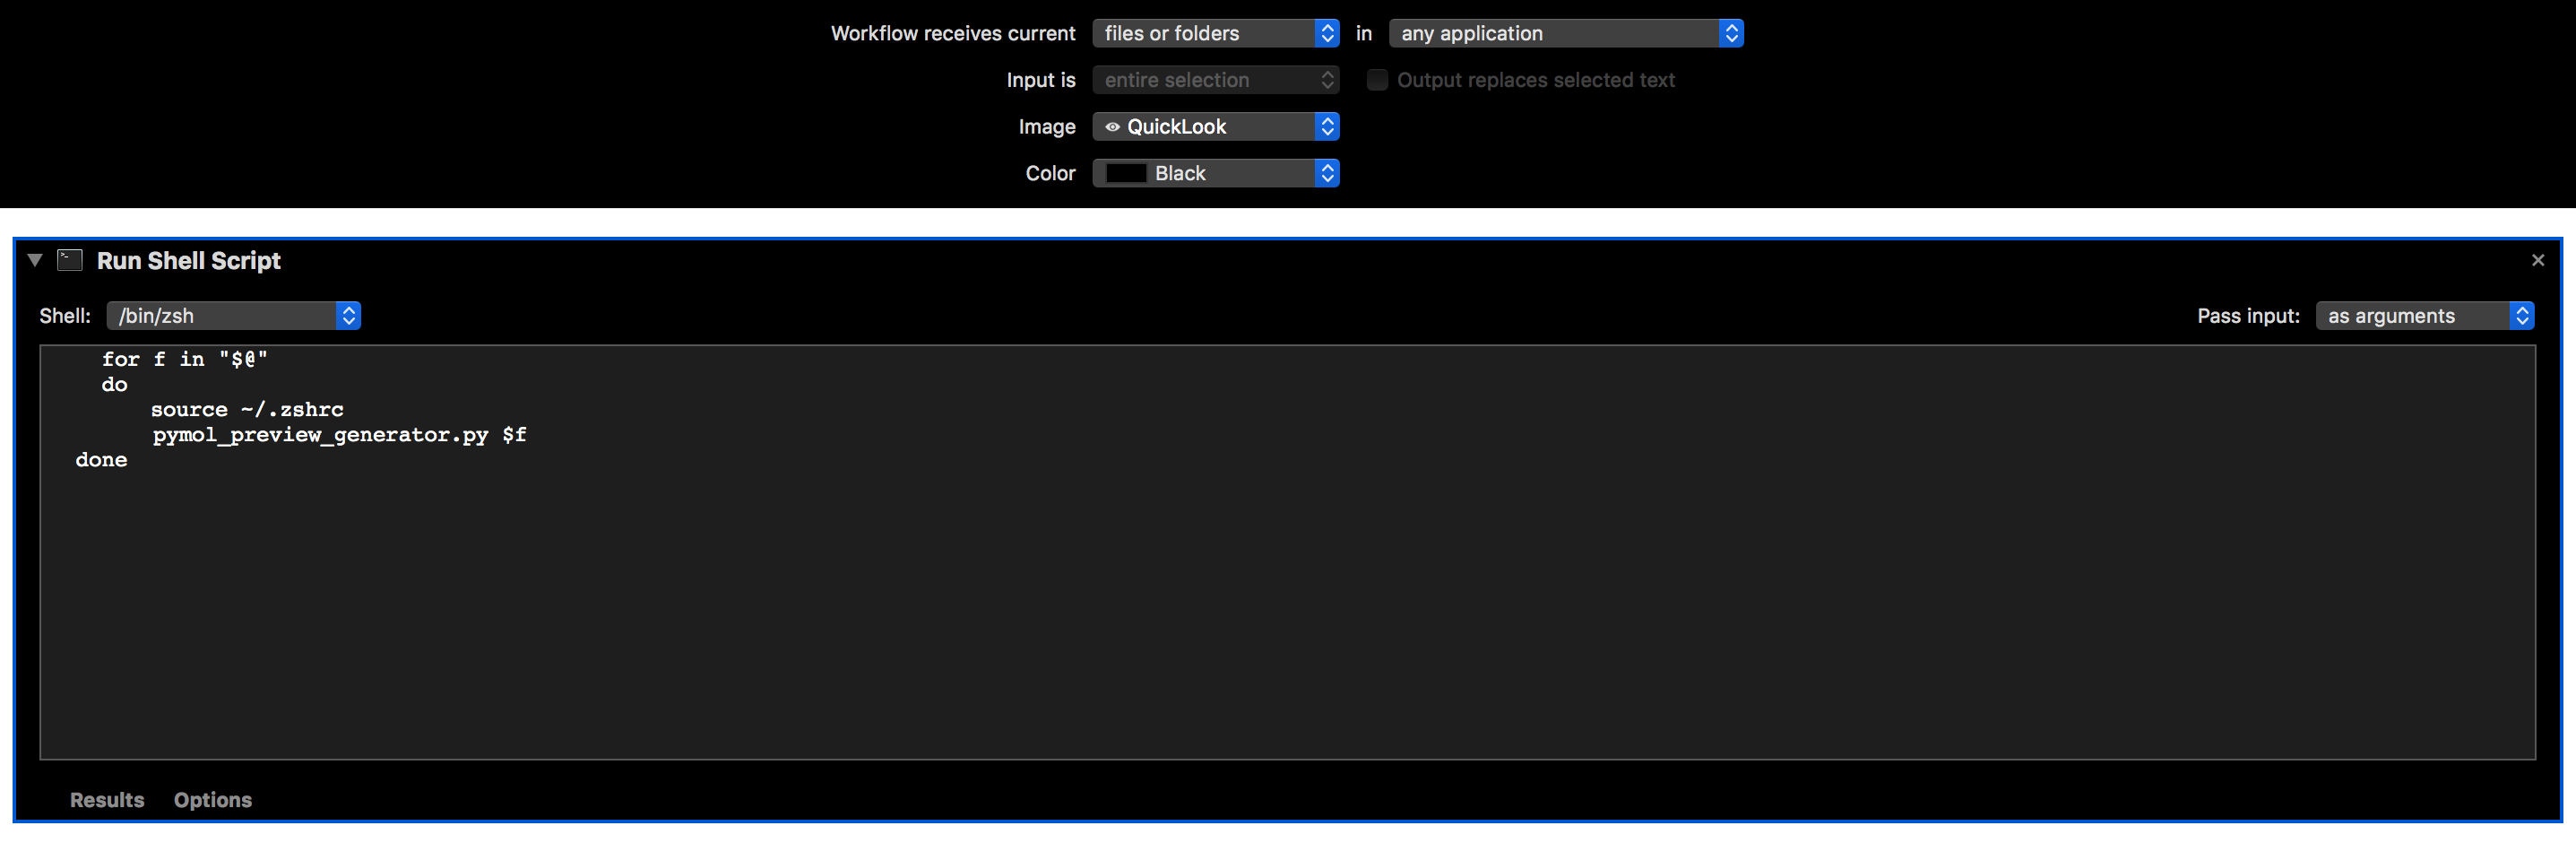 Workflow receives current files or folders in any application
Input is entire selection Output replaces selected text
Image QuickLook
Color Black
Run Shell Script
Shell: /bin/zsh Pass input: as arguments
for f in "$@"
do
source ~/.zshrc
pymol_preview_generator.py $f
done
Results Options